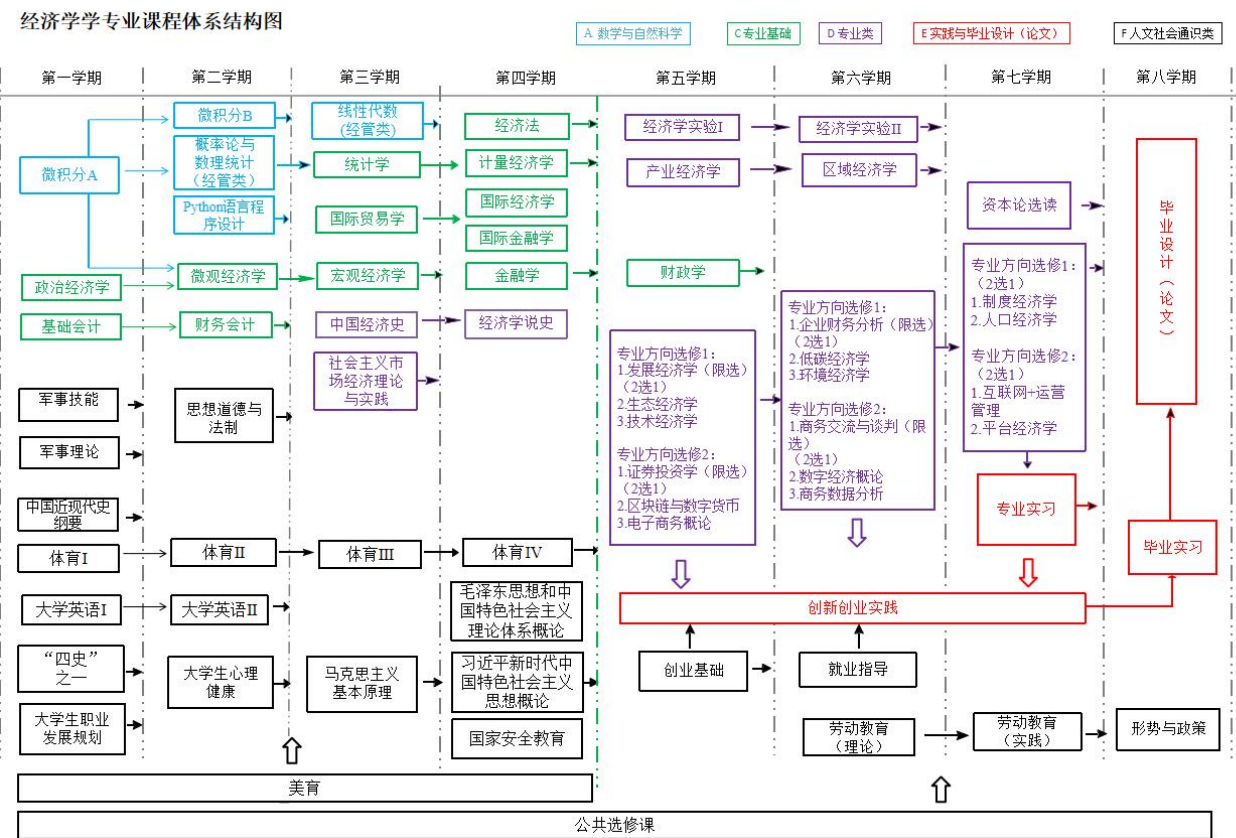 经济学学专业课程体系结构图
A 数学与自然科学
C专业基础
D专业类
E实践与毕业设计（论文）
F人文社会通识类
第一学期
第二学期
第三学期
第四学期
第五学期
第六学期
第七学期
第八学期
微积分A
政治经济学
基础会计
军事技能
军事理论
中国近现代史
纲要
体育I
大学英语I
“四史”
之一
大学生职业
发展规划
微积分B
概率论与
数理统计
（经管类）
Python语言程
序设计
微观经济学
财务会计
思想道德与
法制
体育II
大学英语II
大学生心理
健康
线性代数
(经管类)
统计学
国际贸易学
宏观经济学
中国经济史
社会主义市
场经济理论
与实践
体育III
马克思主义
基本原理
经济法
计量经济学
国际经济学
国际金融学
金融学
经济学说史
体育IV
毛泽东思想和中
国特色社会主义
理论体系概论
习近平新时代中
国特色社会主义
思想概论
国家安全教育
经济学实验I
产业经济学
财政学
专业方向选修1：
1.发展经济学（限选）
（2选1）
2.生态经济学
3.技术经济学
专业方向选修2：
1.证券投资学（限选）
（2选1）
2.区块链与数字货币
3.电子商务概论
经济学实验II
区域经济学
专业方向选修1：
1.企业财务分析（限选）
（2选1）
2.低碳经济学
3.环境经济学
专业方向选修2：
1.商务交流与谈判（限
选）
（2选1）
2.数字经济概论
3.商务数据分析
资本论选读
专业方向选修1：
（2选1）
1.制度经济学
2.人口经济学
专业方向选修2：
（2选1）
1.互联网+运营
管理
2.平台经济学
专业实习
毕业设计（论文）
毕业实习
创新创业实践
创业基础
就业指导
劳动教育
（理论）
劳动教育
（实践）
形势与政策
美育
公共选修课